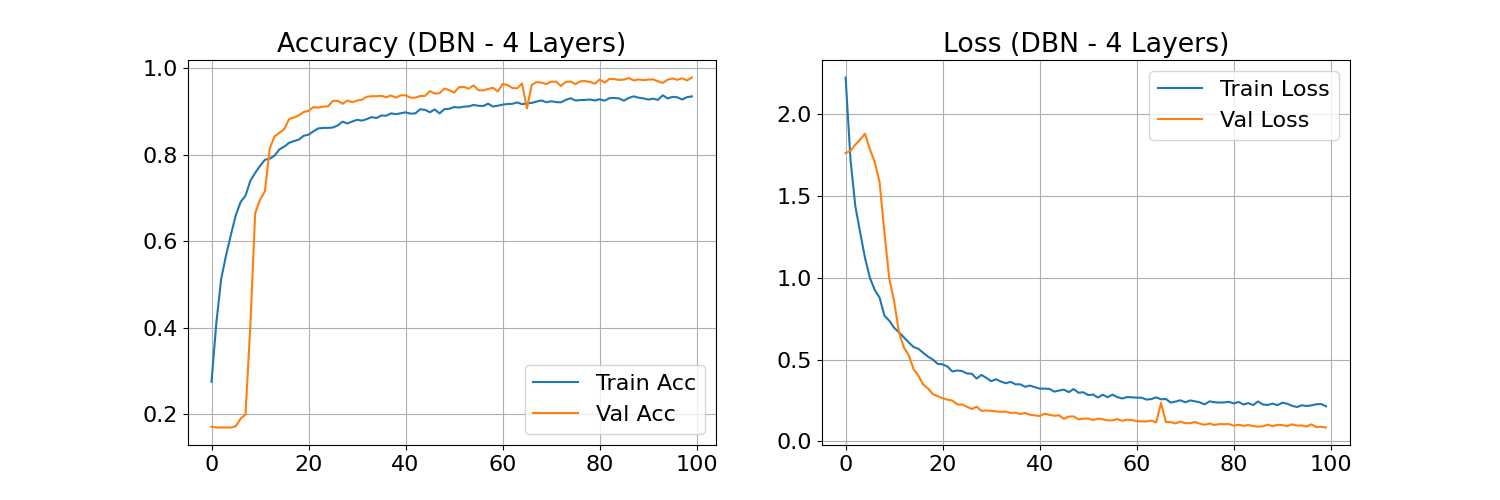 Accuracy (DBN - 4 Layers)
1.0
0.8
0.6
0.4
0.2
0 20 40 60 80 100
Train Acc
Val Acc
Loss (DBN - 4 Layers)
2.0
1.5
1.0
0.5
0.0
0 20 40 60 80 100
Train Loss
Val Loss